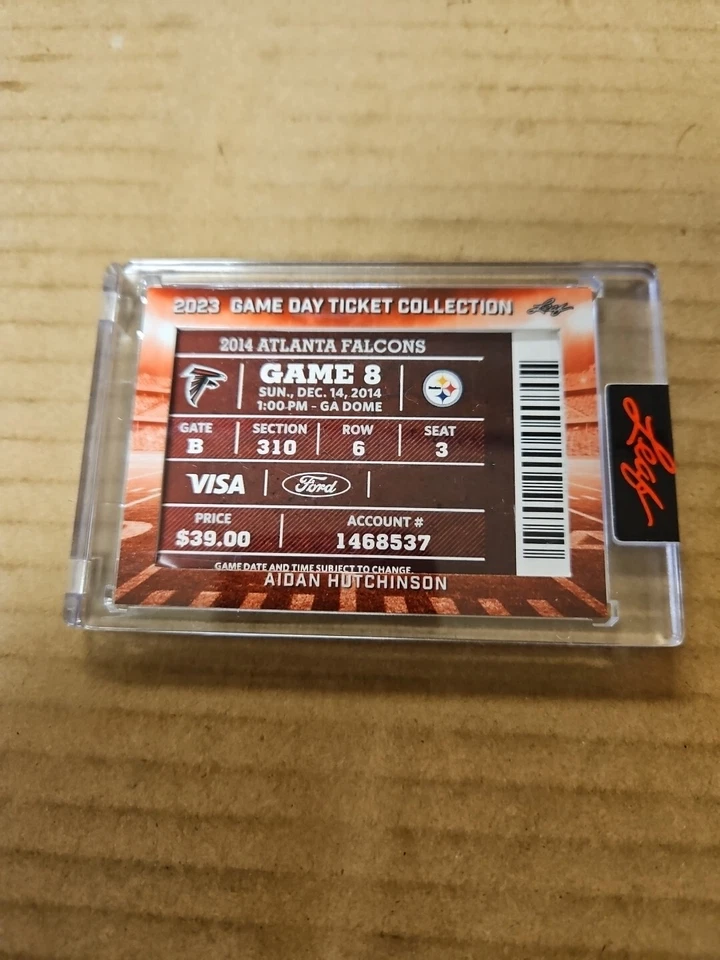 2023 GAME DAY TICKET COLLECTION Leaf
2014 ATLANTA FALCONS
GAME 8
SUN., DEC. 14, 2014
1:00 PM - GA DOME
Steelers
GATE SECTION ROW SEAT
B 310 6 3
VISA Ford
PRICE ACCOUNT #
$39.00 1468537
GAME DATE AND TIME SUBJECT TO CHANGE.
AIDAN HUTCHINSON
Leaf